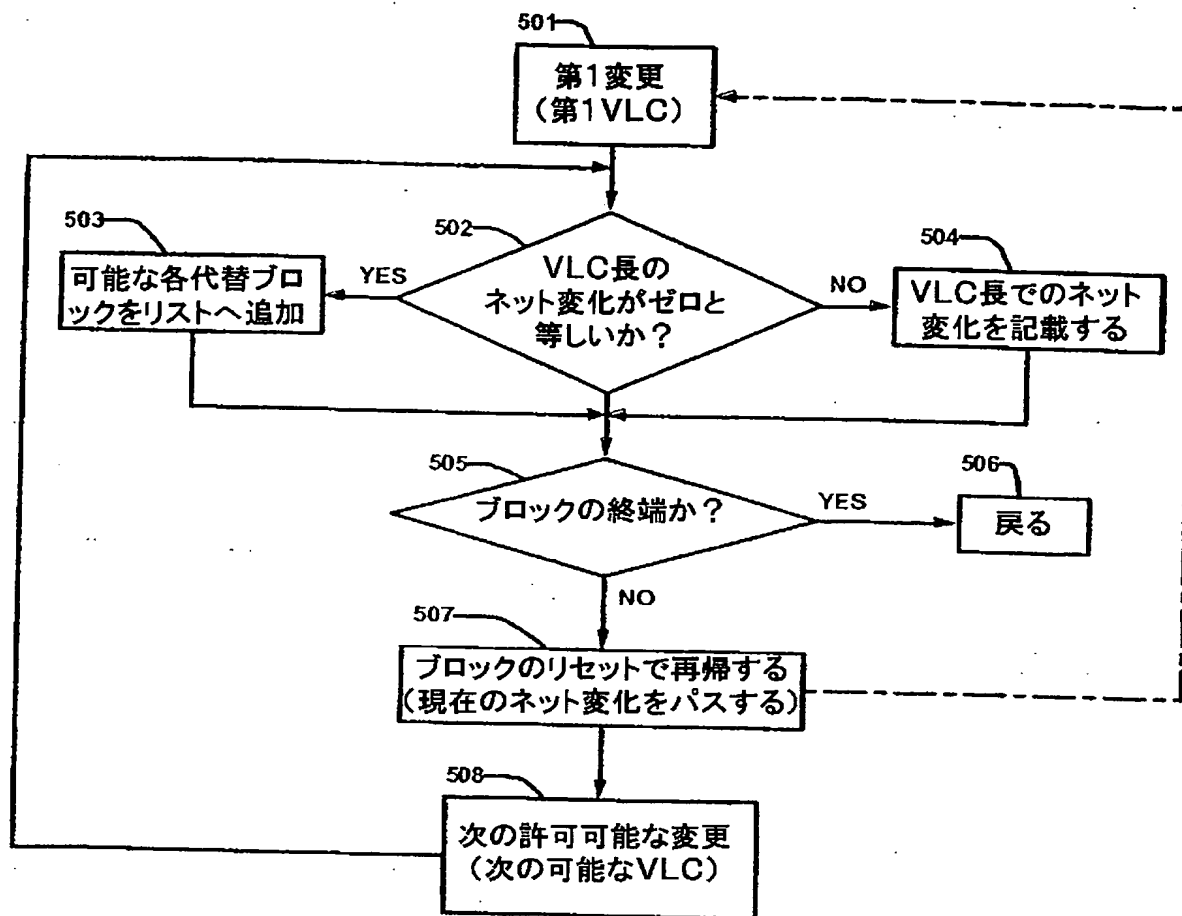 501
第1変更
(第1VLC)
503
可能な各代替ブロ
ックをリストへ追加
YES
502
VLC長の
ネット変化がゼロと
等しいか?
NO
504
VLC長でのネット
変化を記載する
505
ブロックの終端か?
YES
506
戻る
NO
507
ブロックのリセットで再帰する
(現在のネット変化をパスする)
508
次の許可可能な変更
(次の可能なVLC)